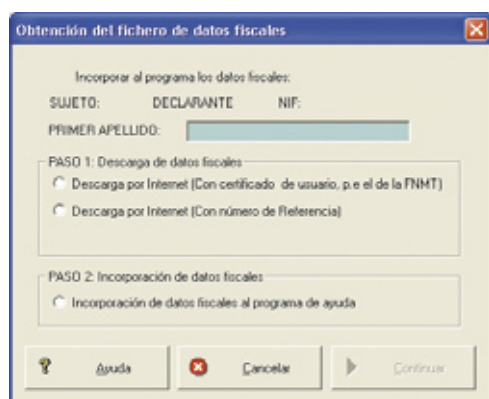 Obtención del fichero de datos fiscales
Incorporar al programa los datos fiscales:
SUJETO: DECLARANTE NIF:
PRIMER APELLIDO:
PASO 1: Descarga de datos fiscales
Descarga por Internet (Con certificado de usuario, p.e el de la FNMT)
Descarga por Internet (Con número de Referencia)
PASO 2: Incorporación de datos fiscales
Incorporación de datos fiscales al programa de ayuda
Ayuda Cancelar Continuar